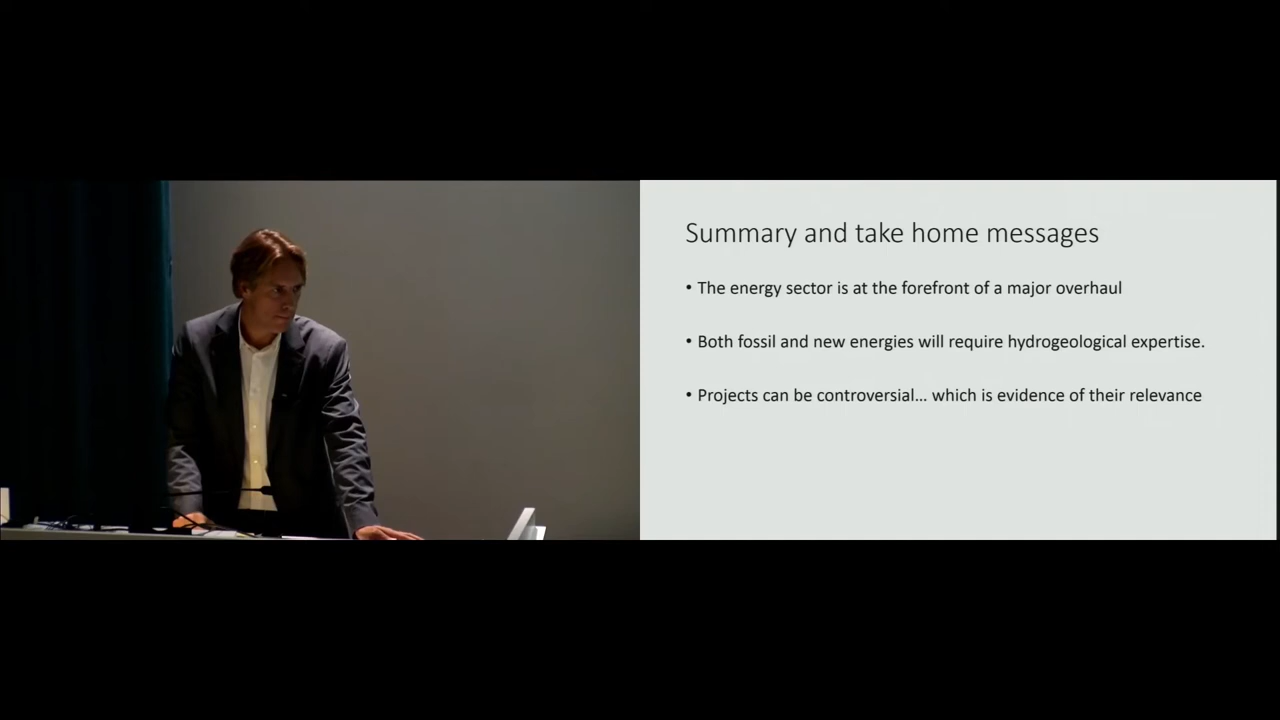 Summary and take home messages
• The energy sector is at the forefront of a major overhaul
• Both fossil and new energies will require hydrogeological expertise.
• Projects can be controversial... which is evidence of their relevance